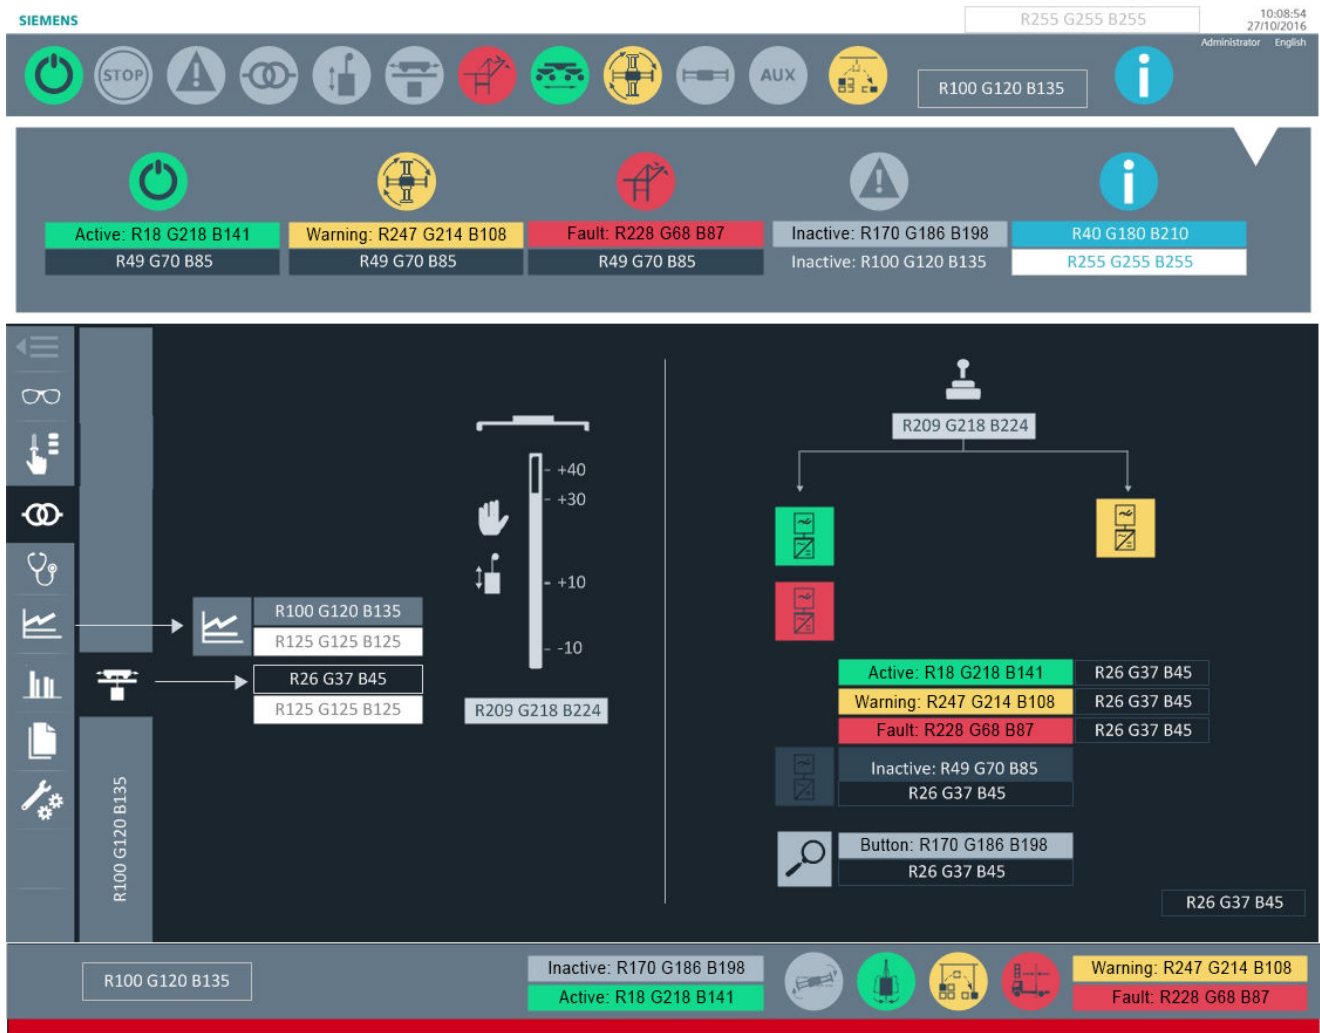 SIEMENS
R255 G255 B255
10:08:54
27/10/2016
Administrator English
STOP
AUX
R100 G120 B135
Active: R18 G218 B141
Warning: R247 G214 B108
Fault: R228 G68 B87
Inactive: R170 G186 B198
R40 G180 B210
R49 G70 B85
R49 G70 B85
R49 G70 B85
Inactive: R100 G120 B135
R255 G255 B255
R209 G218 B224
+40
+30
+10
-10
R100 G120 B135
R125 G125 B125
R26 G37 B45
R125 G125 B125
R209 G218 B224
Active: R18 G218 B141
R26 G37 B45
Warning: R247 G214 B108
R26 G37 B45
Fault: R228 G68 B87
R26 G37 B45
Inactive: R49 G70 B85
R26 G37 B45
Button: R170 G186 B198
R26 G37 B45
R100 G120 B135
R26 G37 B45
R100 G120 B135
Inactive: R170 G186 B198
Active: R18 G218 B141
Warning: R247 G214 B108
Fault: R228 G68 B87